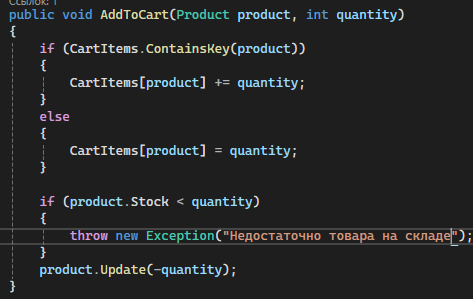 Ссылок: 1
public void AddToCart(Product product, int quantity)
{
if (CartItems.ContainsKey(product))
{
CartItems[product] += quantity;
}
else
{
CartItems[product] = quantity;
}
if (product.Stock < quantity)
{
throw new Exception("Недостаточно товара на складе");
}
product.Update(-quantity);
}